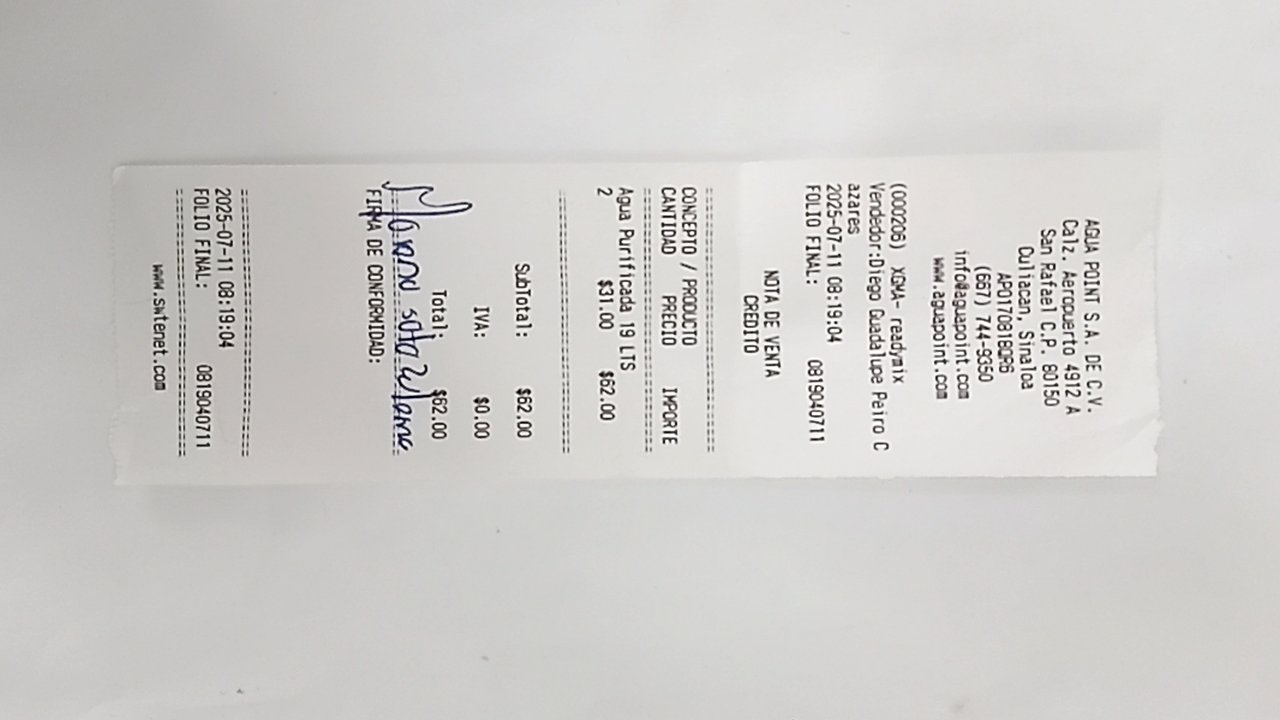 AGUA POINT S.A. DE C.V.
Calz. Aeropuerto 4912 A
San Rafael C.P. 80150
Culiacan, Sinaloa
APO170818QR6
(667) 744-9350
info@aguapoint.com
www.aguapoint.com
((000206) XGMA- readymix
Vendedor:Diego Guadalupe Peiro C
azares
2025-07-11 08:19:04
FOLIO FINAL: 0819040711
NOTA DE VENTA
CREDITO
CONCEPTO / PRODUCTO
CANTIDAD PRECIO IMPORTE
Agua Purificada 19 LTS
2 $31.00 $62.00
SubTotal: $62.00
IVA: $0.00
Total: $62.00
soto
FIRMA DE CONFORMIDAD:
2025-07-11 08:19:04
FOLIO FINAL: 0819040711
www.swtenet.com